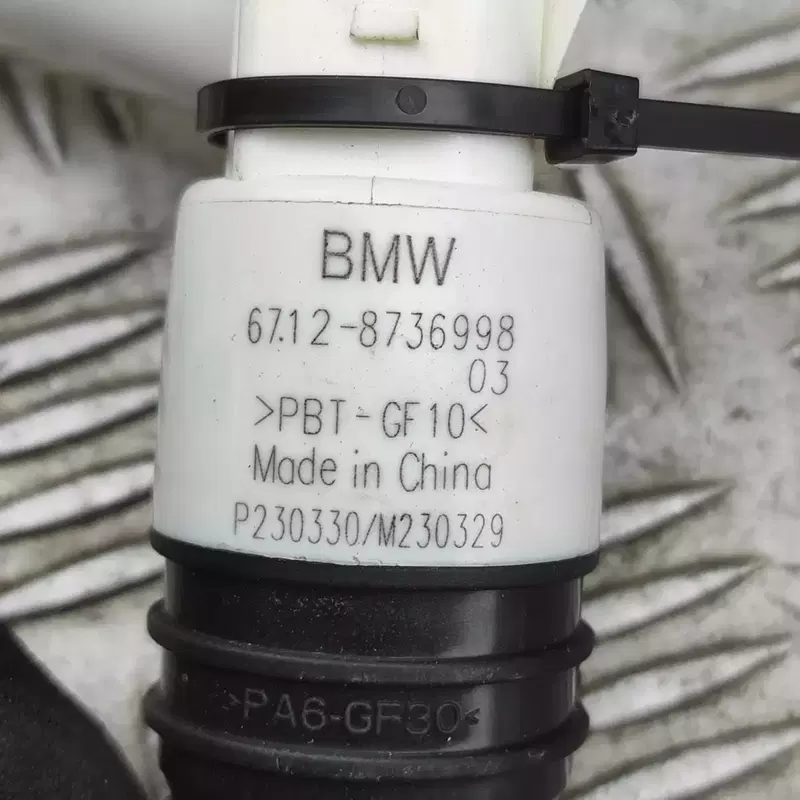 BMW
67.12-8736998
03
>PBT-GF10<
Made in China
P230330/M230329
>PA6-GF30<